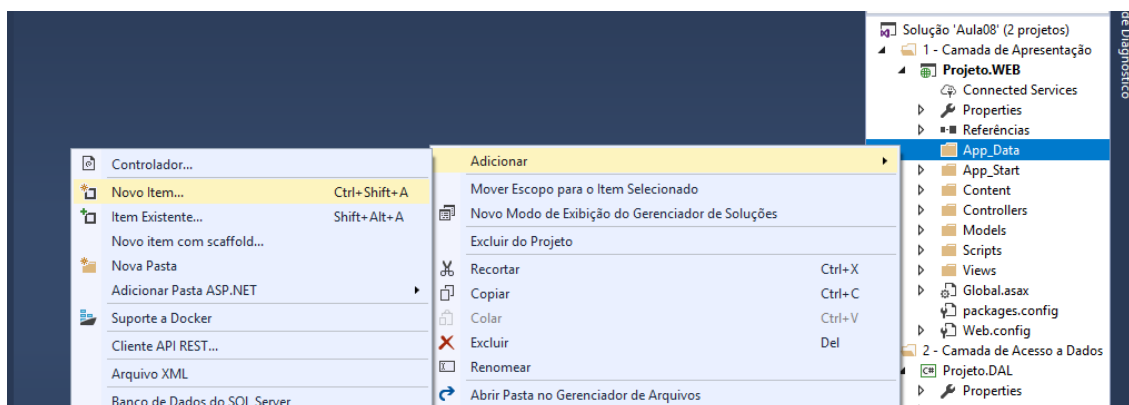 Solução 'Aula08' (2 projetos)
1 - Camada de Apresentação
Projeto.WEB
Connected Services
Properties
Referências
App_Data
App_Start
Content
Controllers
Models
Scripts
Views
Global.asax
packages.config
Web.config
2 - Camada de Acesso a Dados
Projeto.DAL
Properties
de Diagnóstico
Adicionar
Mover Escopo para o Item Selecionado
Novo Modo de Exibição do Gerenciador de Soluções
Excluir do Projeto
Recortar Ctrl+X
Copiar Ctrl+C
Colar Ctrl+V
Excluir Del
Renomear
Abrir Pasta no Gerenciador de Arquivos
Controlador...
Novo Item... Ctrl+Shift+A
Item Existente... Shift+Alt+A
Novo item com scaffold...
Nova Pasta
Adicionar Pasta ASP.NET
Suporte a Docker
Cliente API REST...
Arquivo XML
Banco de Dados do SQL Server